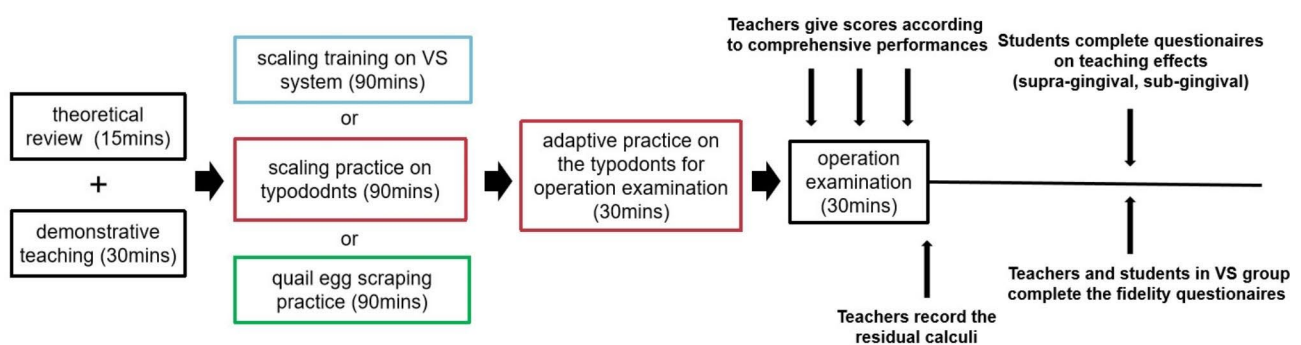 theoretical
review (15mins)
+
demonstrative
teaching (30mins)
scaling training on VS
system (90mins)
or
scaling practice on
typododnts (90mins)
or
quail egg scraping
practice (90mins)
adaptive practice on
the typodonts for
operation examination
(30mins)
Teachers give scores according
to comprehensive performances
operation
examination
(30mins)
Teachers record the
residual calculi
Students complete questionaires
on teaching effects
(supra-gingival, sub-gingival)
Teachers and students in VS group
complete the fidelity questionaires